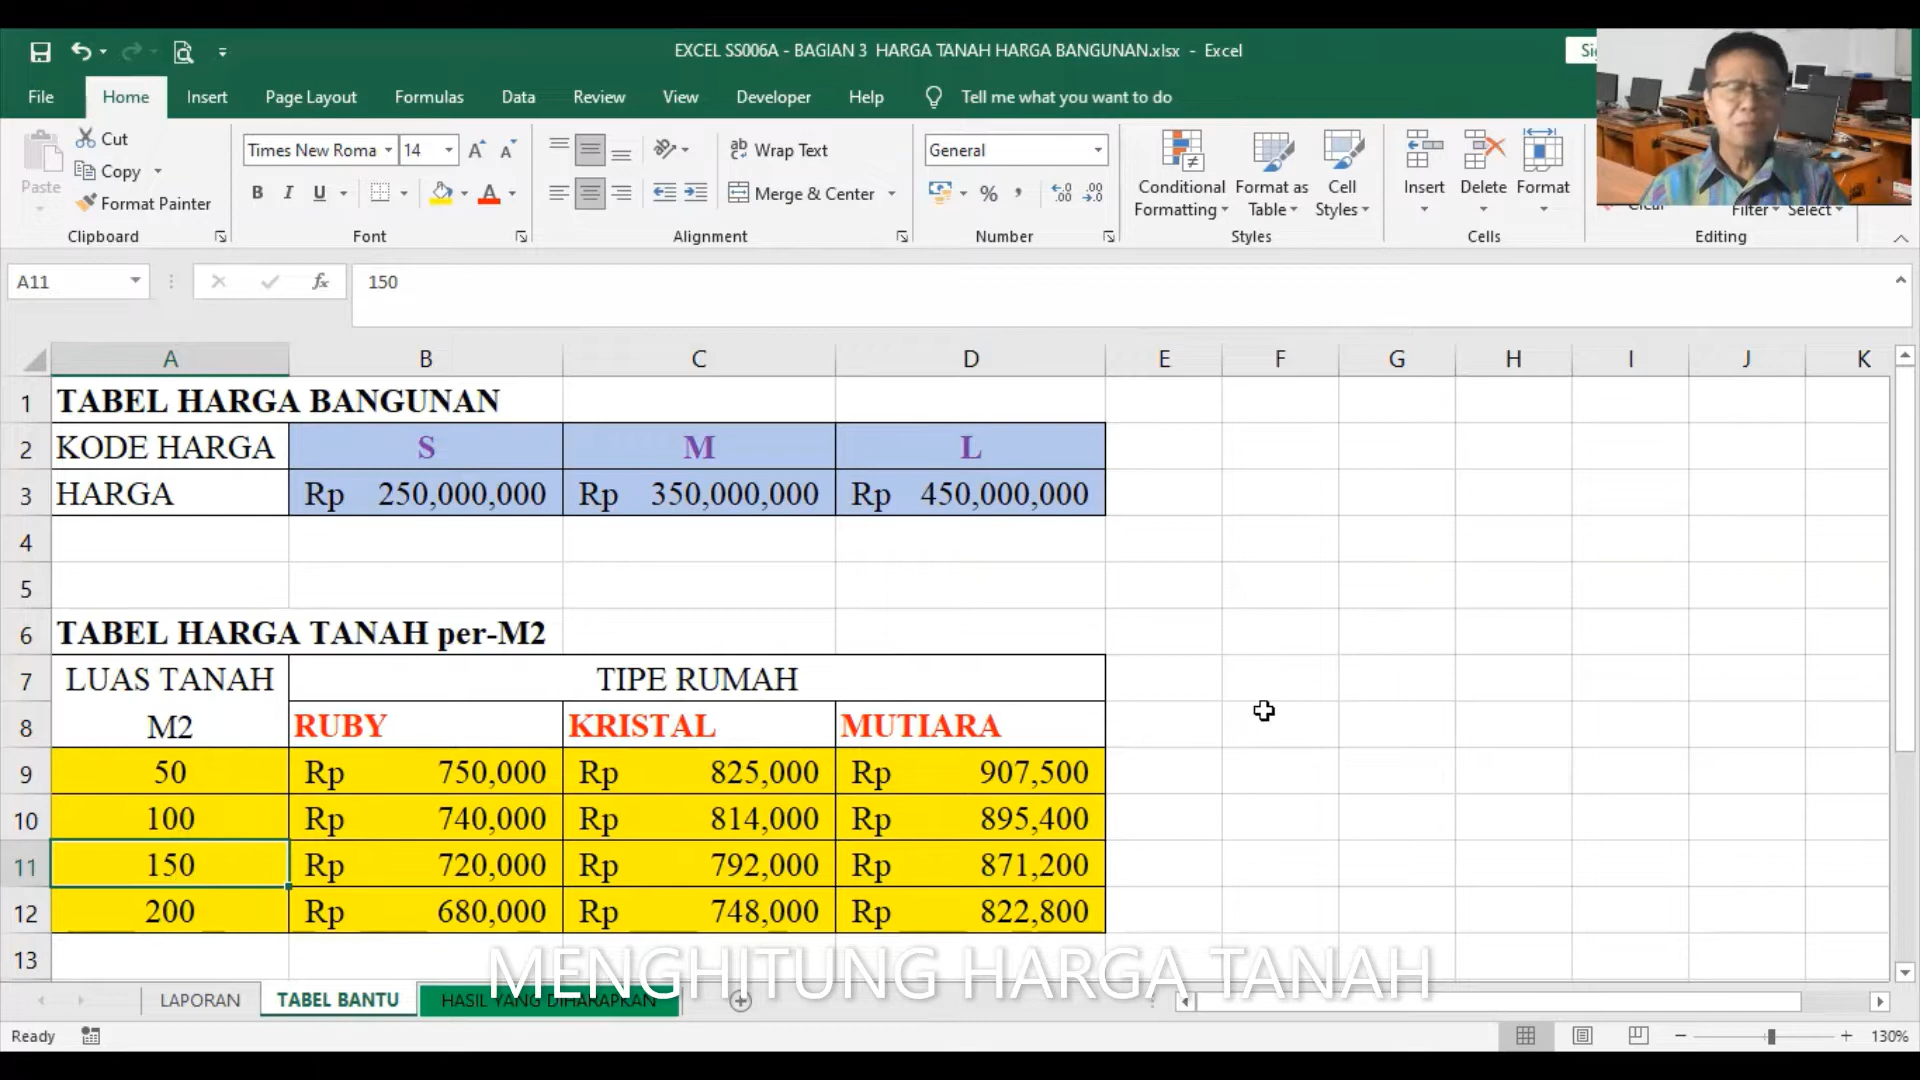 EXCEL SS006A - BAGIAN 3 HARGA TANAH HARGA BANGUNAN.xlsx - Excel
File Home Insert Page Layout Formulas Data Review View Developer Help Tell me what you want to do
Paste
Cut
Copy
Format Painter
Times New Roma 14
B I U A
Wrap Text
Merge & Center
General
%
Conditional Formatting
Format as Table
Cell Styles
Insert
Delete
Format
Filter Select
Clipboard Font Alignment Number Styles Cells Editing
A11 fx 150
A B C D E F G H I J K
1 TABEL HARGA BANGUNAN
2 KODE HARGA S M L
3 HARGA Rp 250,000,000 Rp 350,000,000 Rp 450,000,000
4
5
6 TABEL HARGA TANAH per-M2
7 LUAS TANAH TIPE RUMAH
8 M2 RUBY KRISTAL MUTIARA
9 50 Rp 750,000 Rp 825,000 Rp 907,500
10 100 Rp 740,000 Rp 814,000 Rp 895,400
11 150 Rp 720,000 Rp 792,000 Rp 871,200
12 200 Rp 680,000 Rp 748,000 Rp 822,800
13
MENGHITUNG HARGA TANAH
LAPORAN TABEL BANTU HASIL YANG DIHARAPKAN
Ready 130%